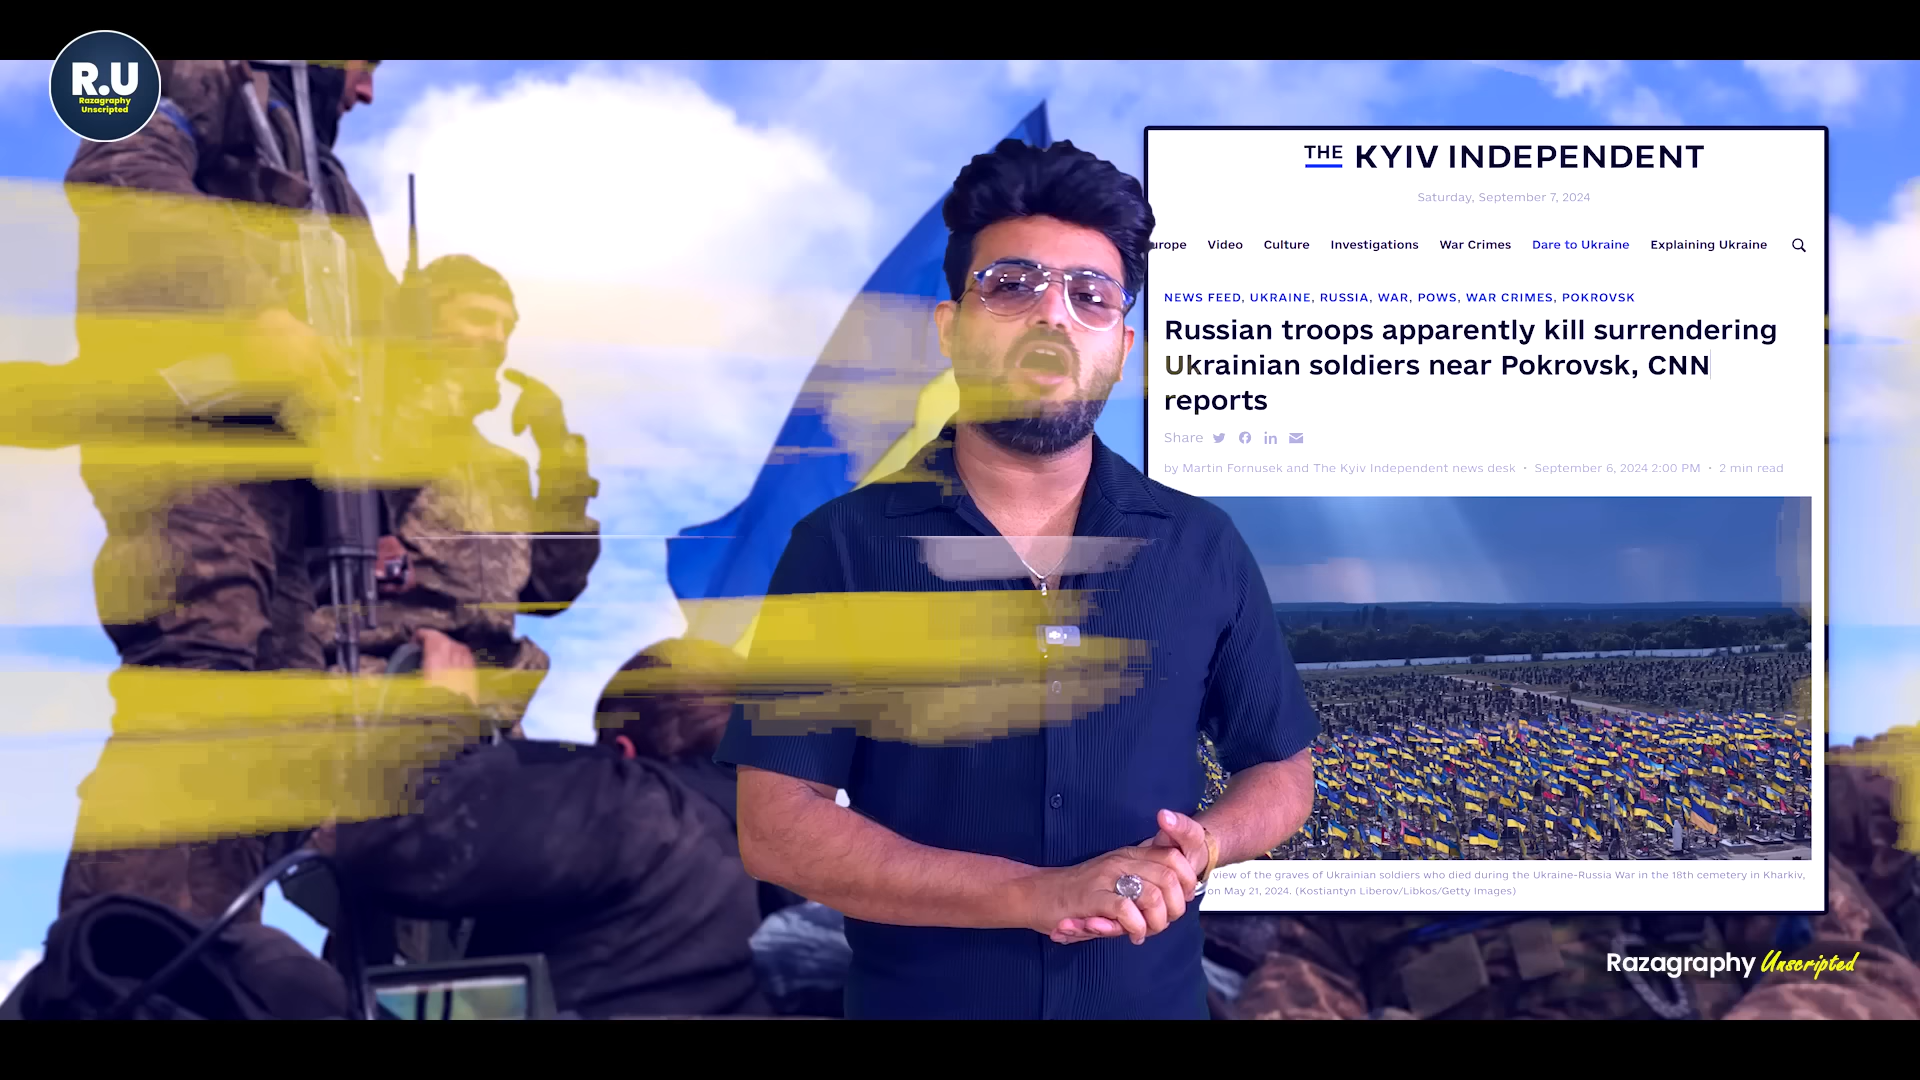 R.U
Razagraphy
Unscripted
THE KYIV INDEPENDENT
Saturday, September 7, 2024
urope Video Culture Investigations War Crimes Dare to Ukraine Explaining Ukraine
NEWS FEED, UKRAINE, RUSSIA, WAR, POWS, WAR CRIMES, POKROVSK
Russian troops apparently kill surrendering
Ukrainian soldiers near Pokrovsk, CNN
reports
Share
by Martin Fornusek and The Kyiv Independent news desk · September 6, 2024 2:00 PM · 2 min read
view of the graves of Ukrainian soldiers who died during the Ukraine-Russia War in the 18th cemetery in Kharkiv,
on May 21, 2024. (Kostiantyn Liberov/Libkos/Getty Images)
Razagraphy Unscripted